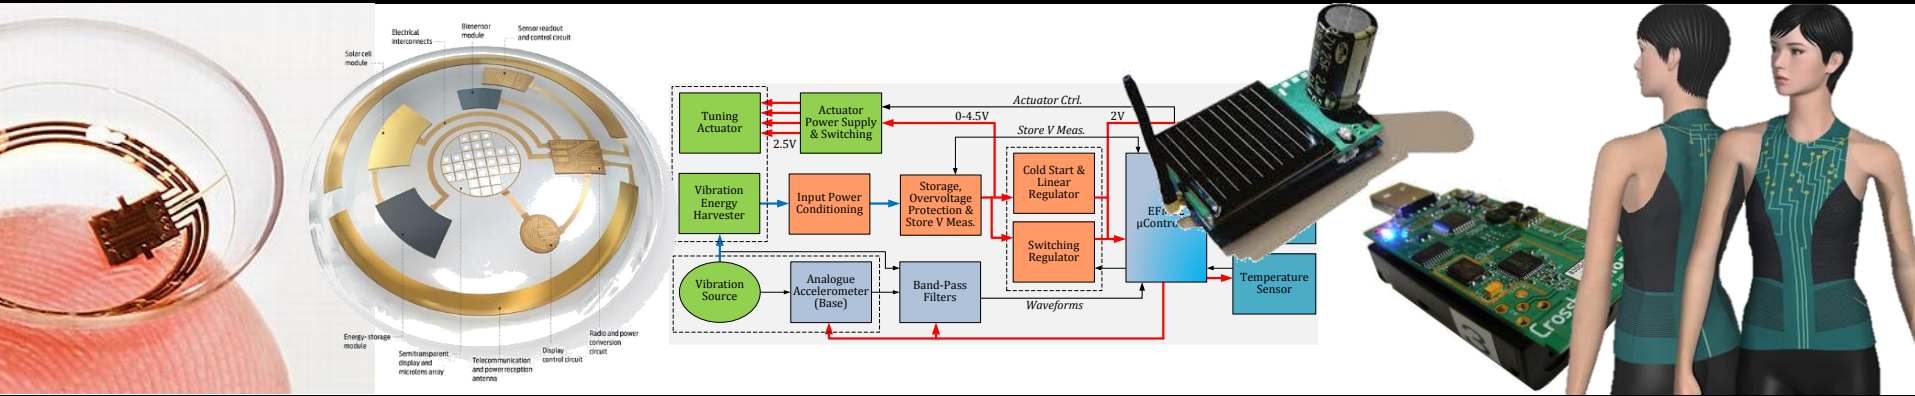 Biosensor
module
Sensor readout
and control circuit
Electrical
interconnects
Solar cell
module
Energy-storage
module
Semitransparent
display and
microlens array
Telecommunication
and power reception
antenna
Display
control circuit
Radio and power
conversion
circuit
Tuning
Actuator
Actuator
Power Supply
& Switching
2.5V
Actuator Ctrl.
0-4.5V
2V
Store V Meas.
Vibration
Energy
Harvester
Input Power
Conditioning
Storage,
Overvoltage
Protection &
Store V Meas.
Cold Start &
Linear
Regulator
Switching
Regulator
Vibration
Source
Analogue
Accelerometer
(Base)
Band-Pass
Filters
Waveforms
Temperature
Sensor
3